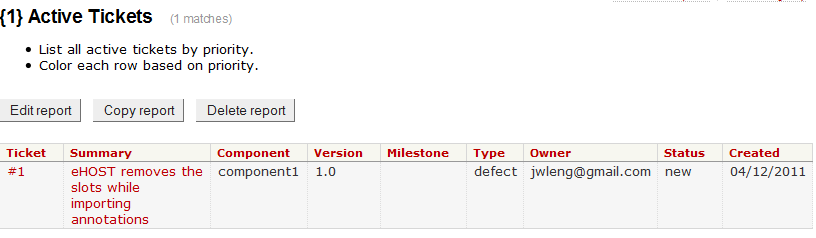 {1} Active Tickets (1 matches)
List all active tickets by priority.
Color each row based on priority.
Edit report Copy report Delete report
Ticket Summary Component Version Milestone Type Owner Status Created
#1 eHOST removes the component1 1.0 defect jwleng@gmail.com new 04/12/2011
slots while
importing
annotations